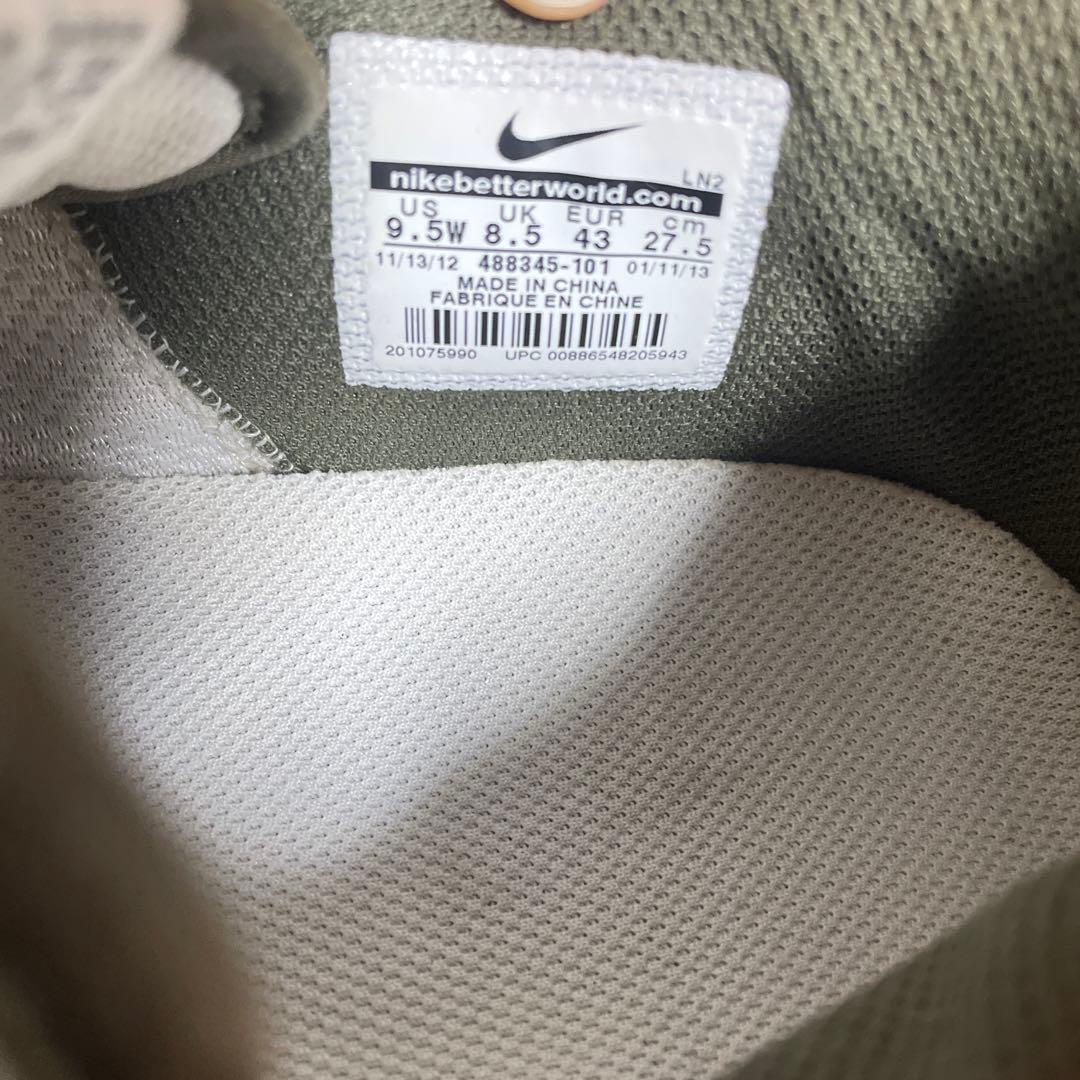 LN2
nikebetterworld.com
US UK EUR cm
9.5W 8.5 43 27.5
11/13/12 488345-101 01/11/13
MADE IN CHINA
FABRIQUE EN CHINE
201075990 UPC 00886548205943